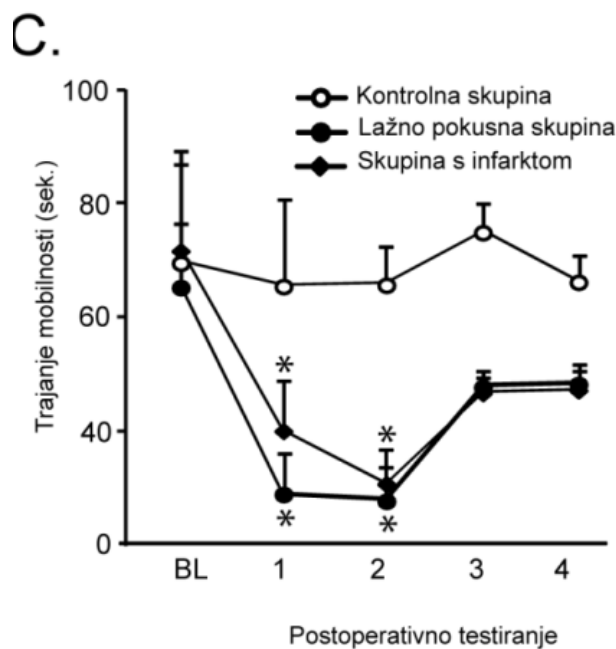 C.
100
80
60
40
0
Trajanje mobilnosti (sek.)
Kontrolna skupina
Lažno pokusna skupina
Skupina s infarktom
*
*
*
*
BL 1 2 3 4
Postoperativno testiranje